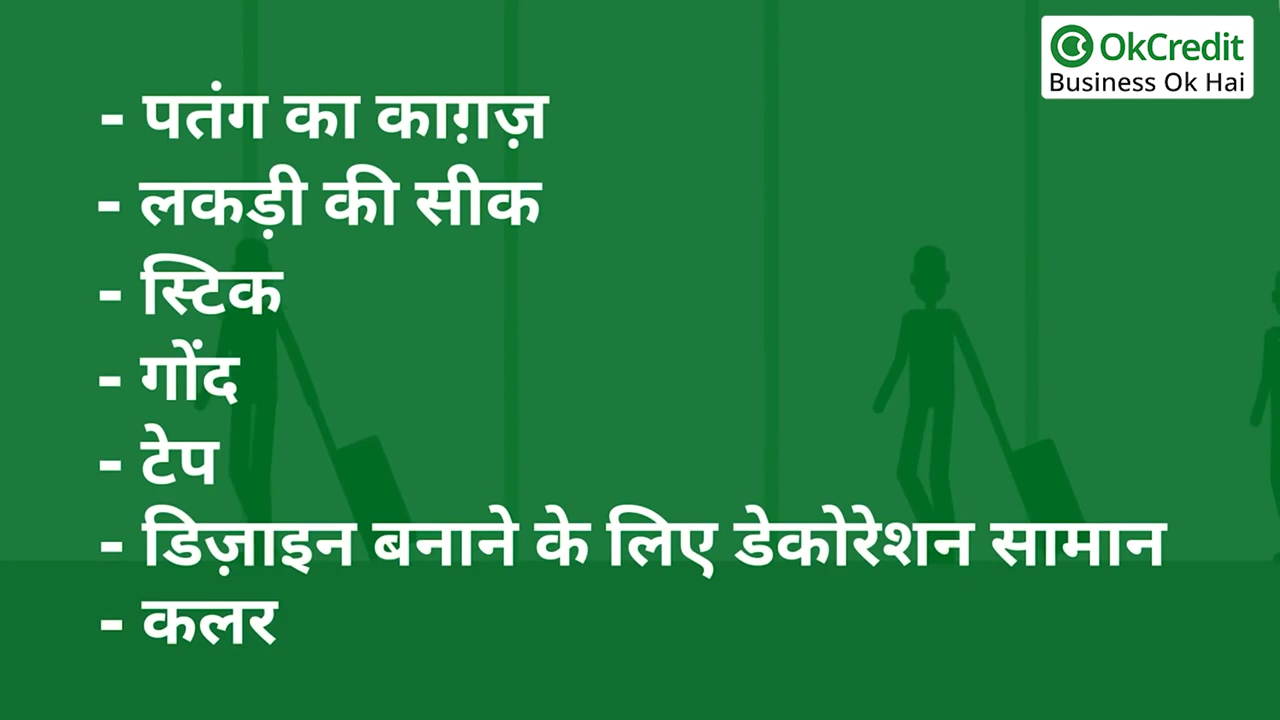 OkCredit
Business Ok Hai
- पतंग का काग़ज़
- लकड़ी की सीक
- स्टिक
- गोंद
- टेप
- डिज़ाइन बनाने के लिए डेकोरेशन सामान
- कलर